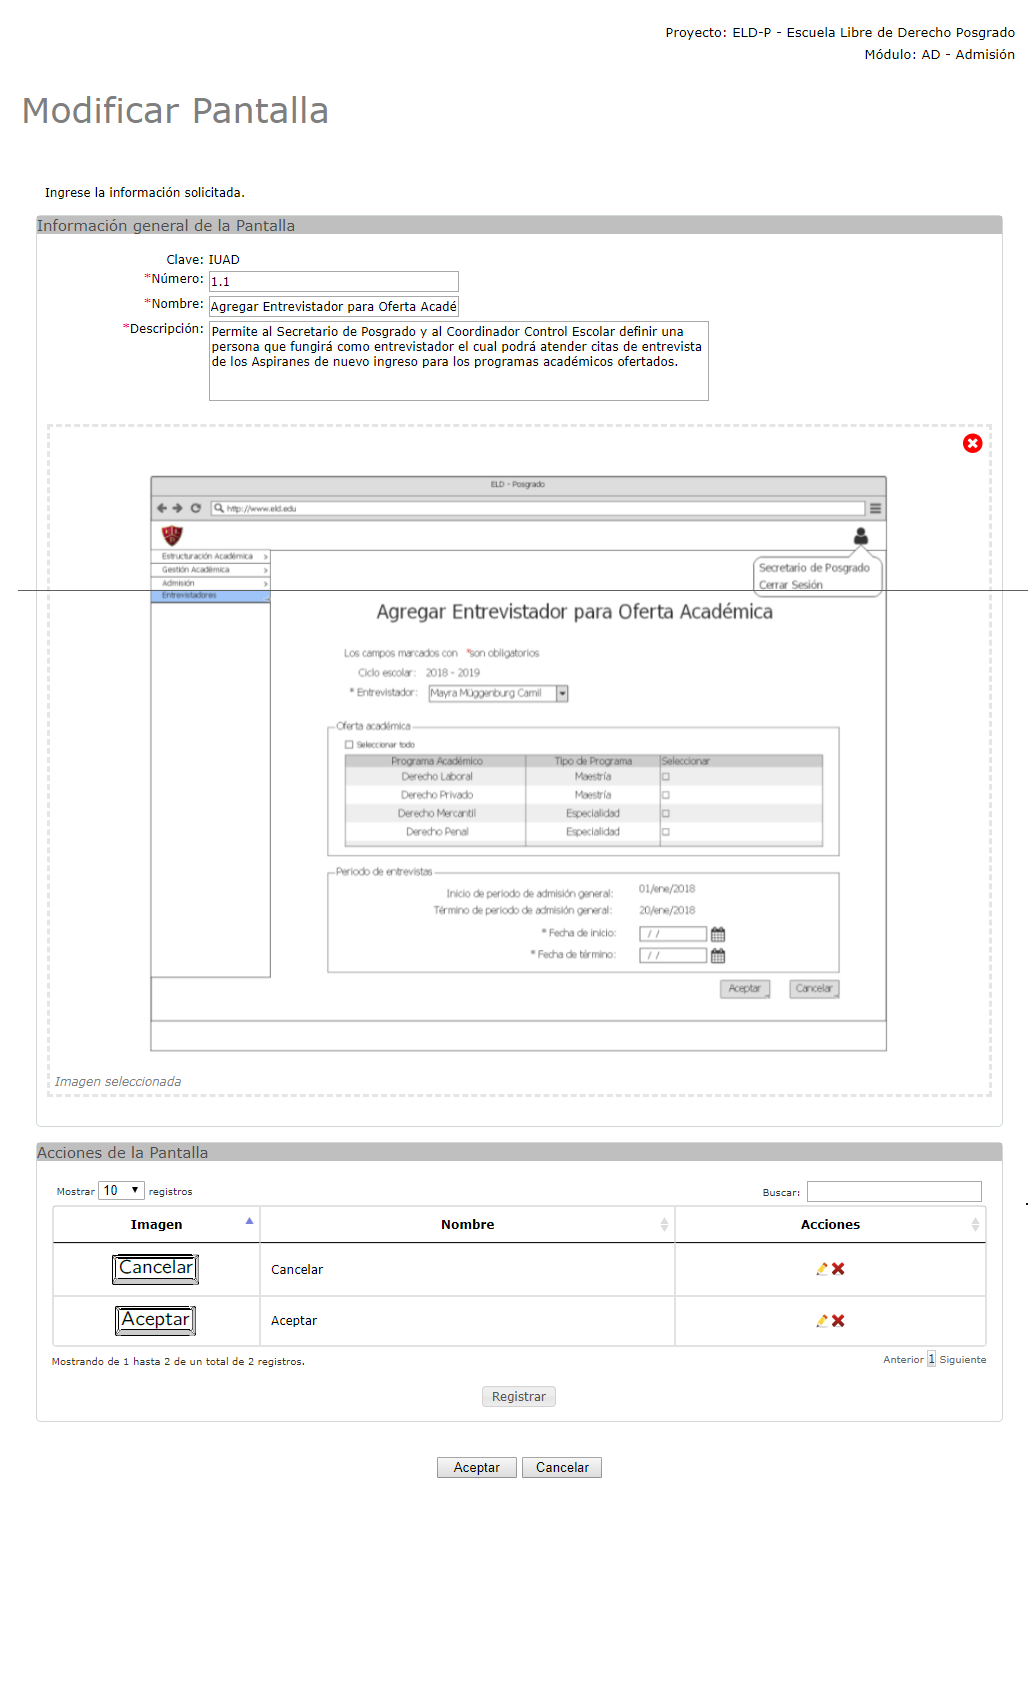 Proyecto: ELD-P - Escuela Libre de Derecho Posgrado
Módulo: AD - Admisión
Modificar Pantalla
Ingrese la información solicitada.
Información general de la Pantalla
Clave: IUAD
*Número: 1.1
*Nombre: Agregar Entrevistador para Oferta Acadé
*Descripción: Permite al Secretario de Posgrado y al Coordinador Control Escolar definir una
persona que fungirá como entrevistador el cual podrá atender citas de entrevista
de los Aspiranes de nuevo ingreso para los programas académicos ofertados.
ELD - Posgrado
http://www.eld.edu
Estructuración Académica >
Gestión Académica >
Admisión >
Entrevistadores
Secretario de Posgrado
Cerrar Sesión
Agregar Entrevistador para Oferta Académica
Los campos marcados con *son obligatorios
Ciclo escolar: 2018 - 2019
* Entrevistador: Mayra Müggenburg Camil
Oferta académica
Seleccionar todo
Programa Académico Tipo de Programa Seleccionar
Derecho Laboral Maestría
Derecho Privado Maestría
Derecho Mercantil Especialidad
Derecho Penal Especialidad
Periodo de entrevistas
Inicio de periodo de admisión general: 01/ene/2018
Término de periodo de admisión general: 20/ene/2018
* Fecha de inicio: / /
* Fecha de término: / /
Aceptar Cancelar
Imagen seleccionada
Acciones de la Pantalla
Mostrar 10 registros Buscar:
Imagen Nombre Acciones
Cancelar Cancelar
Aceptar Aceptar
Mostrando de 1 hasta 2 de un total de 2 registros. Anterior 1 Siguiente
Registrar
Aceptar Cancelar